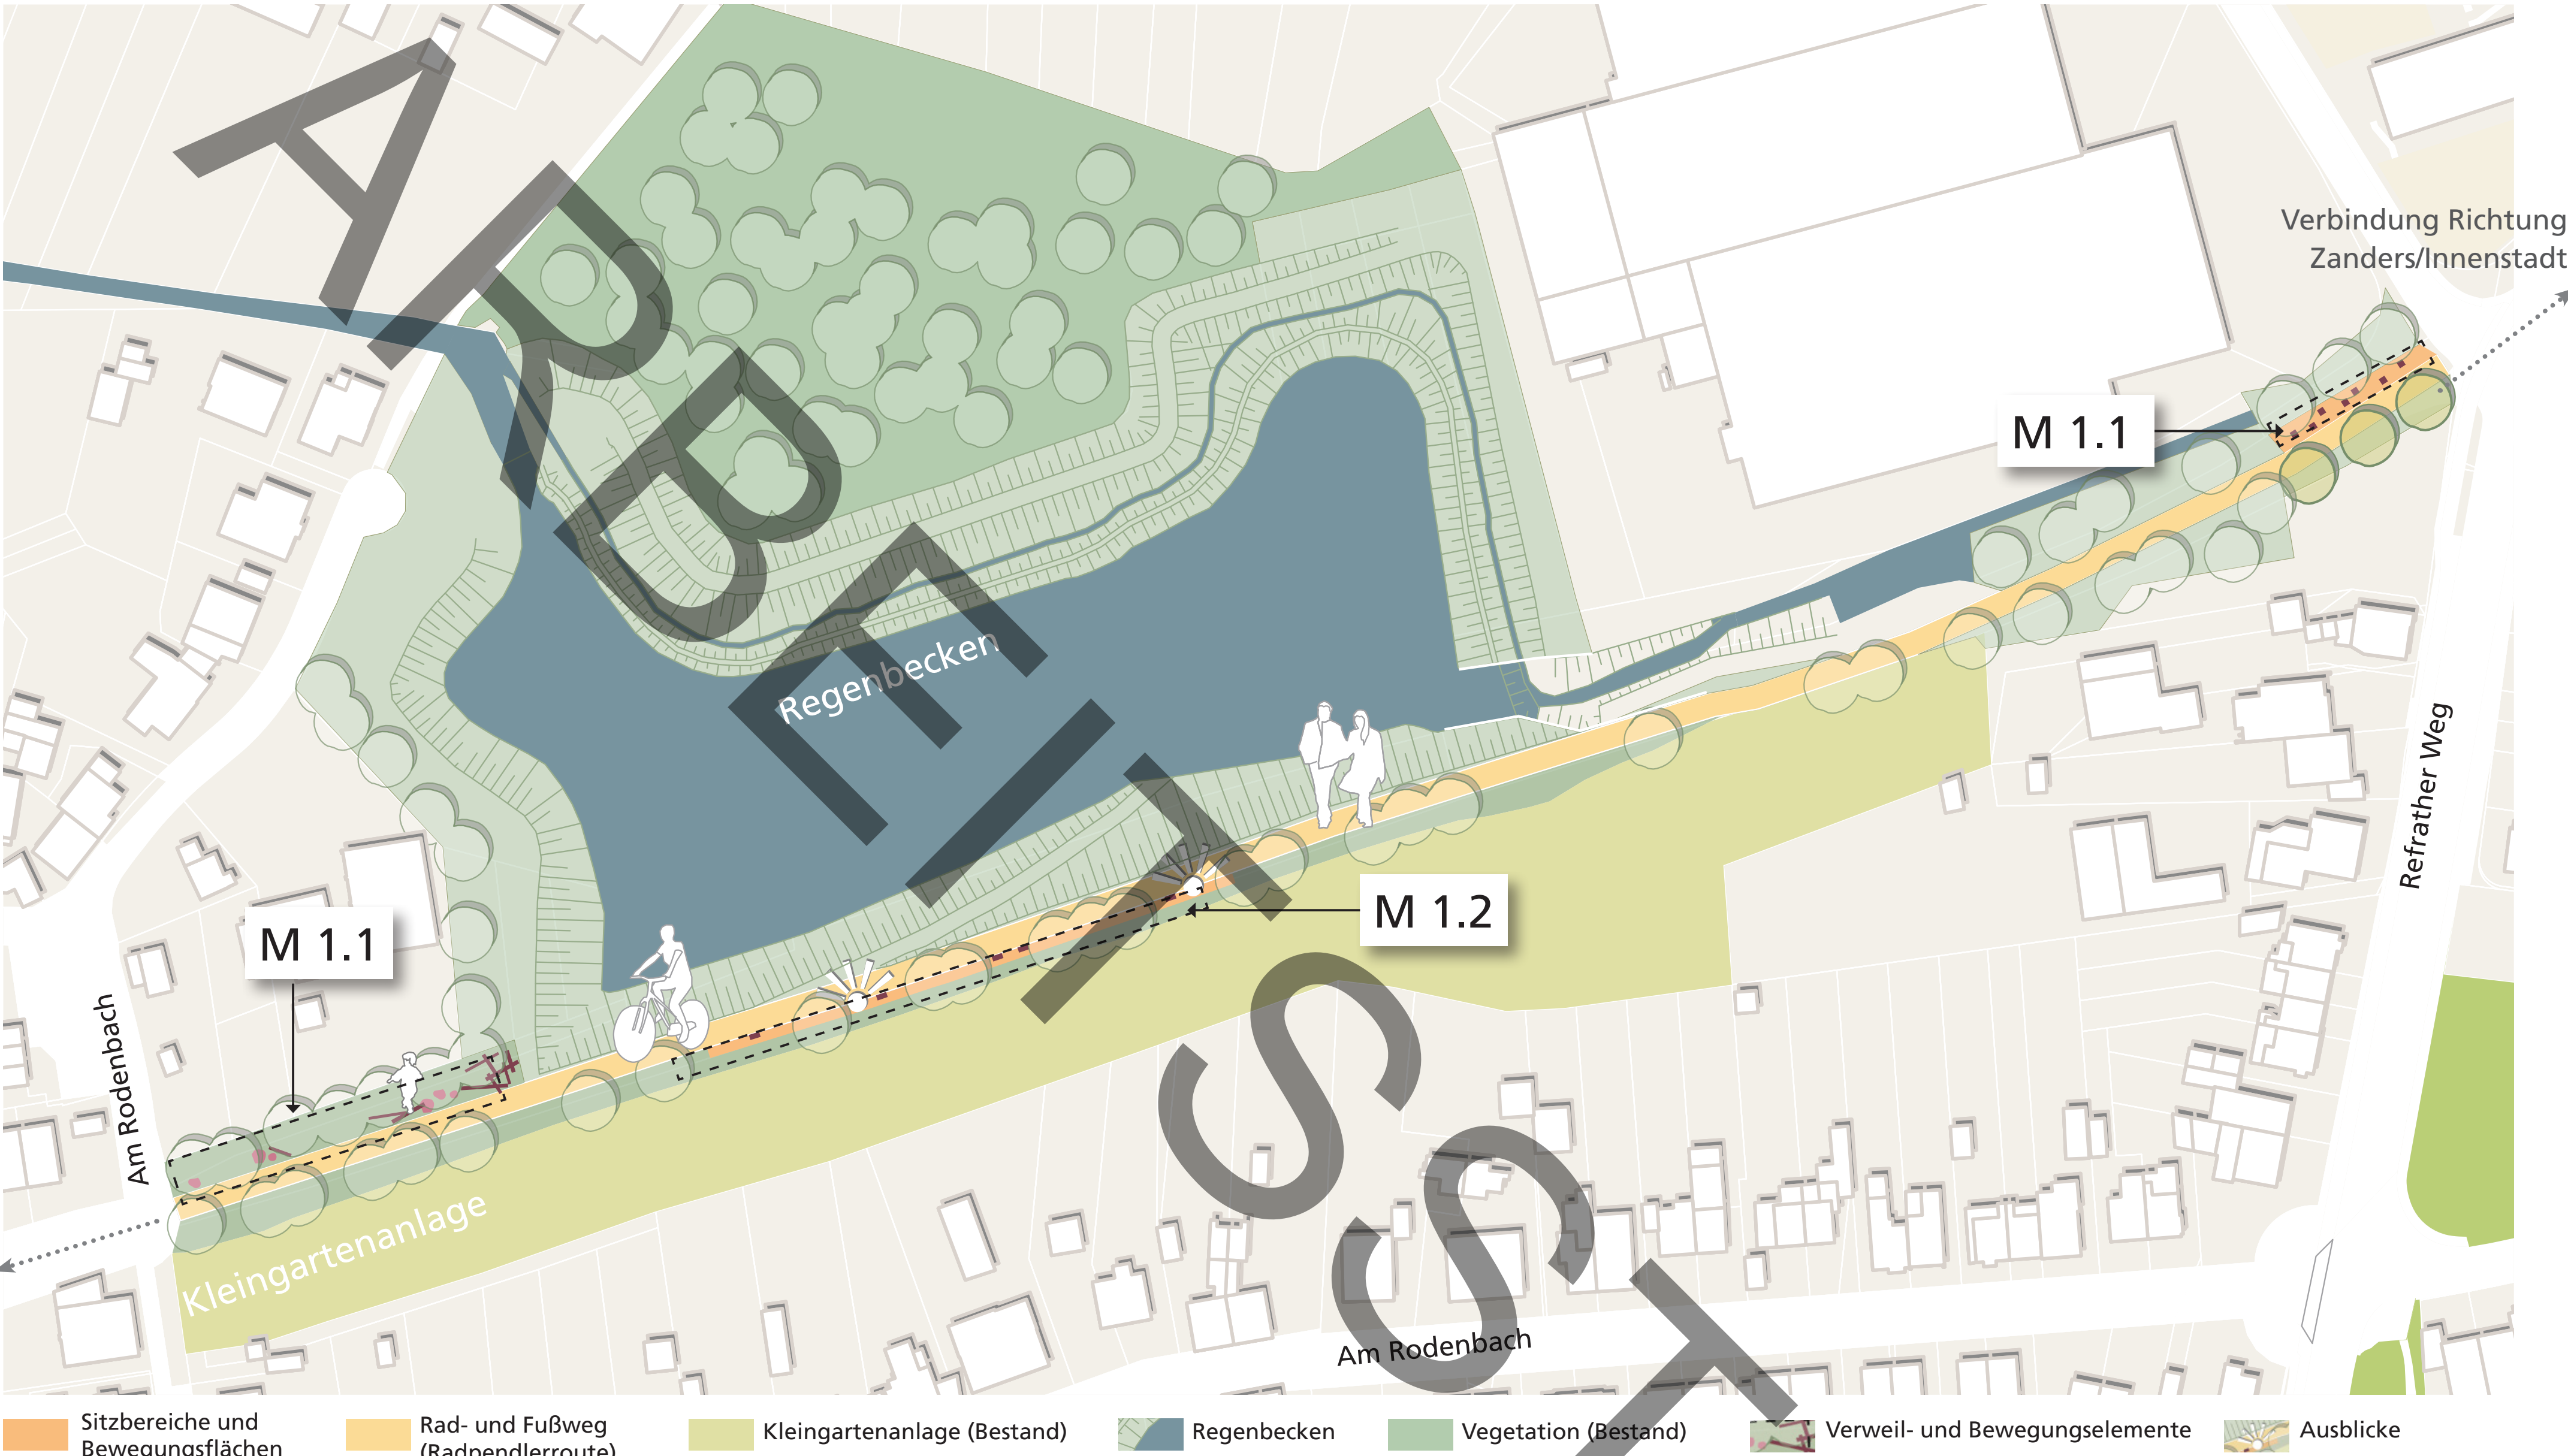 Verbindung Richtung
Zanders/Innenstadt
M 1.1
Regenbecken
Refrather Weg
M 1.2
M 1.1
Am Rodenbach
Kleingartenanlage
Am Rodenbach
ARBEITSST
Sitzbereiche und
Bewegungsflächen
Rad- und Fußweg
(Radpendlerroute)
Kleingartenanlage (Bestand)
Regenbecken
Vegetation (Bestand)
Verweil- und Bewegungselemente
Ausblicke